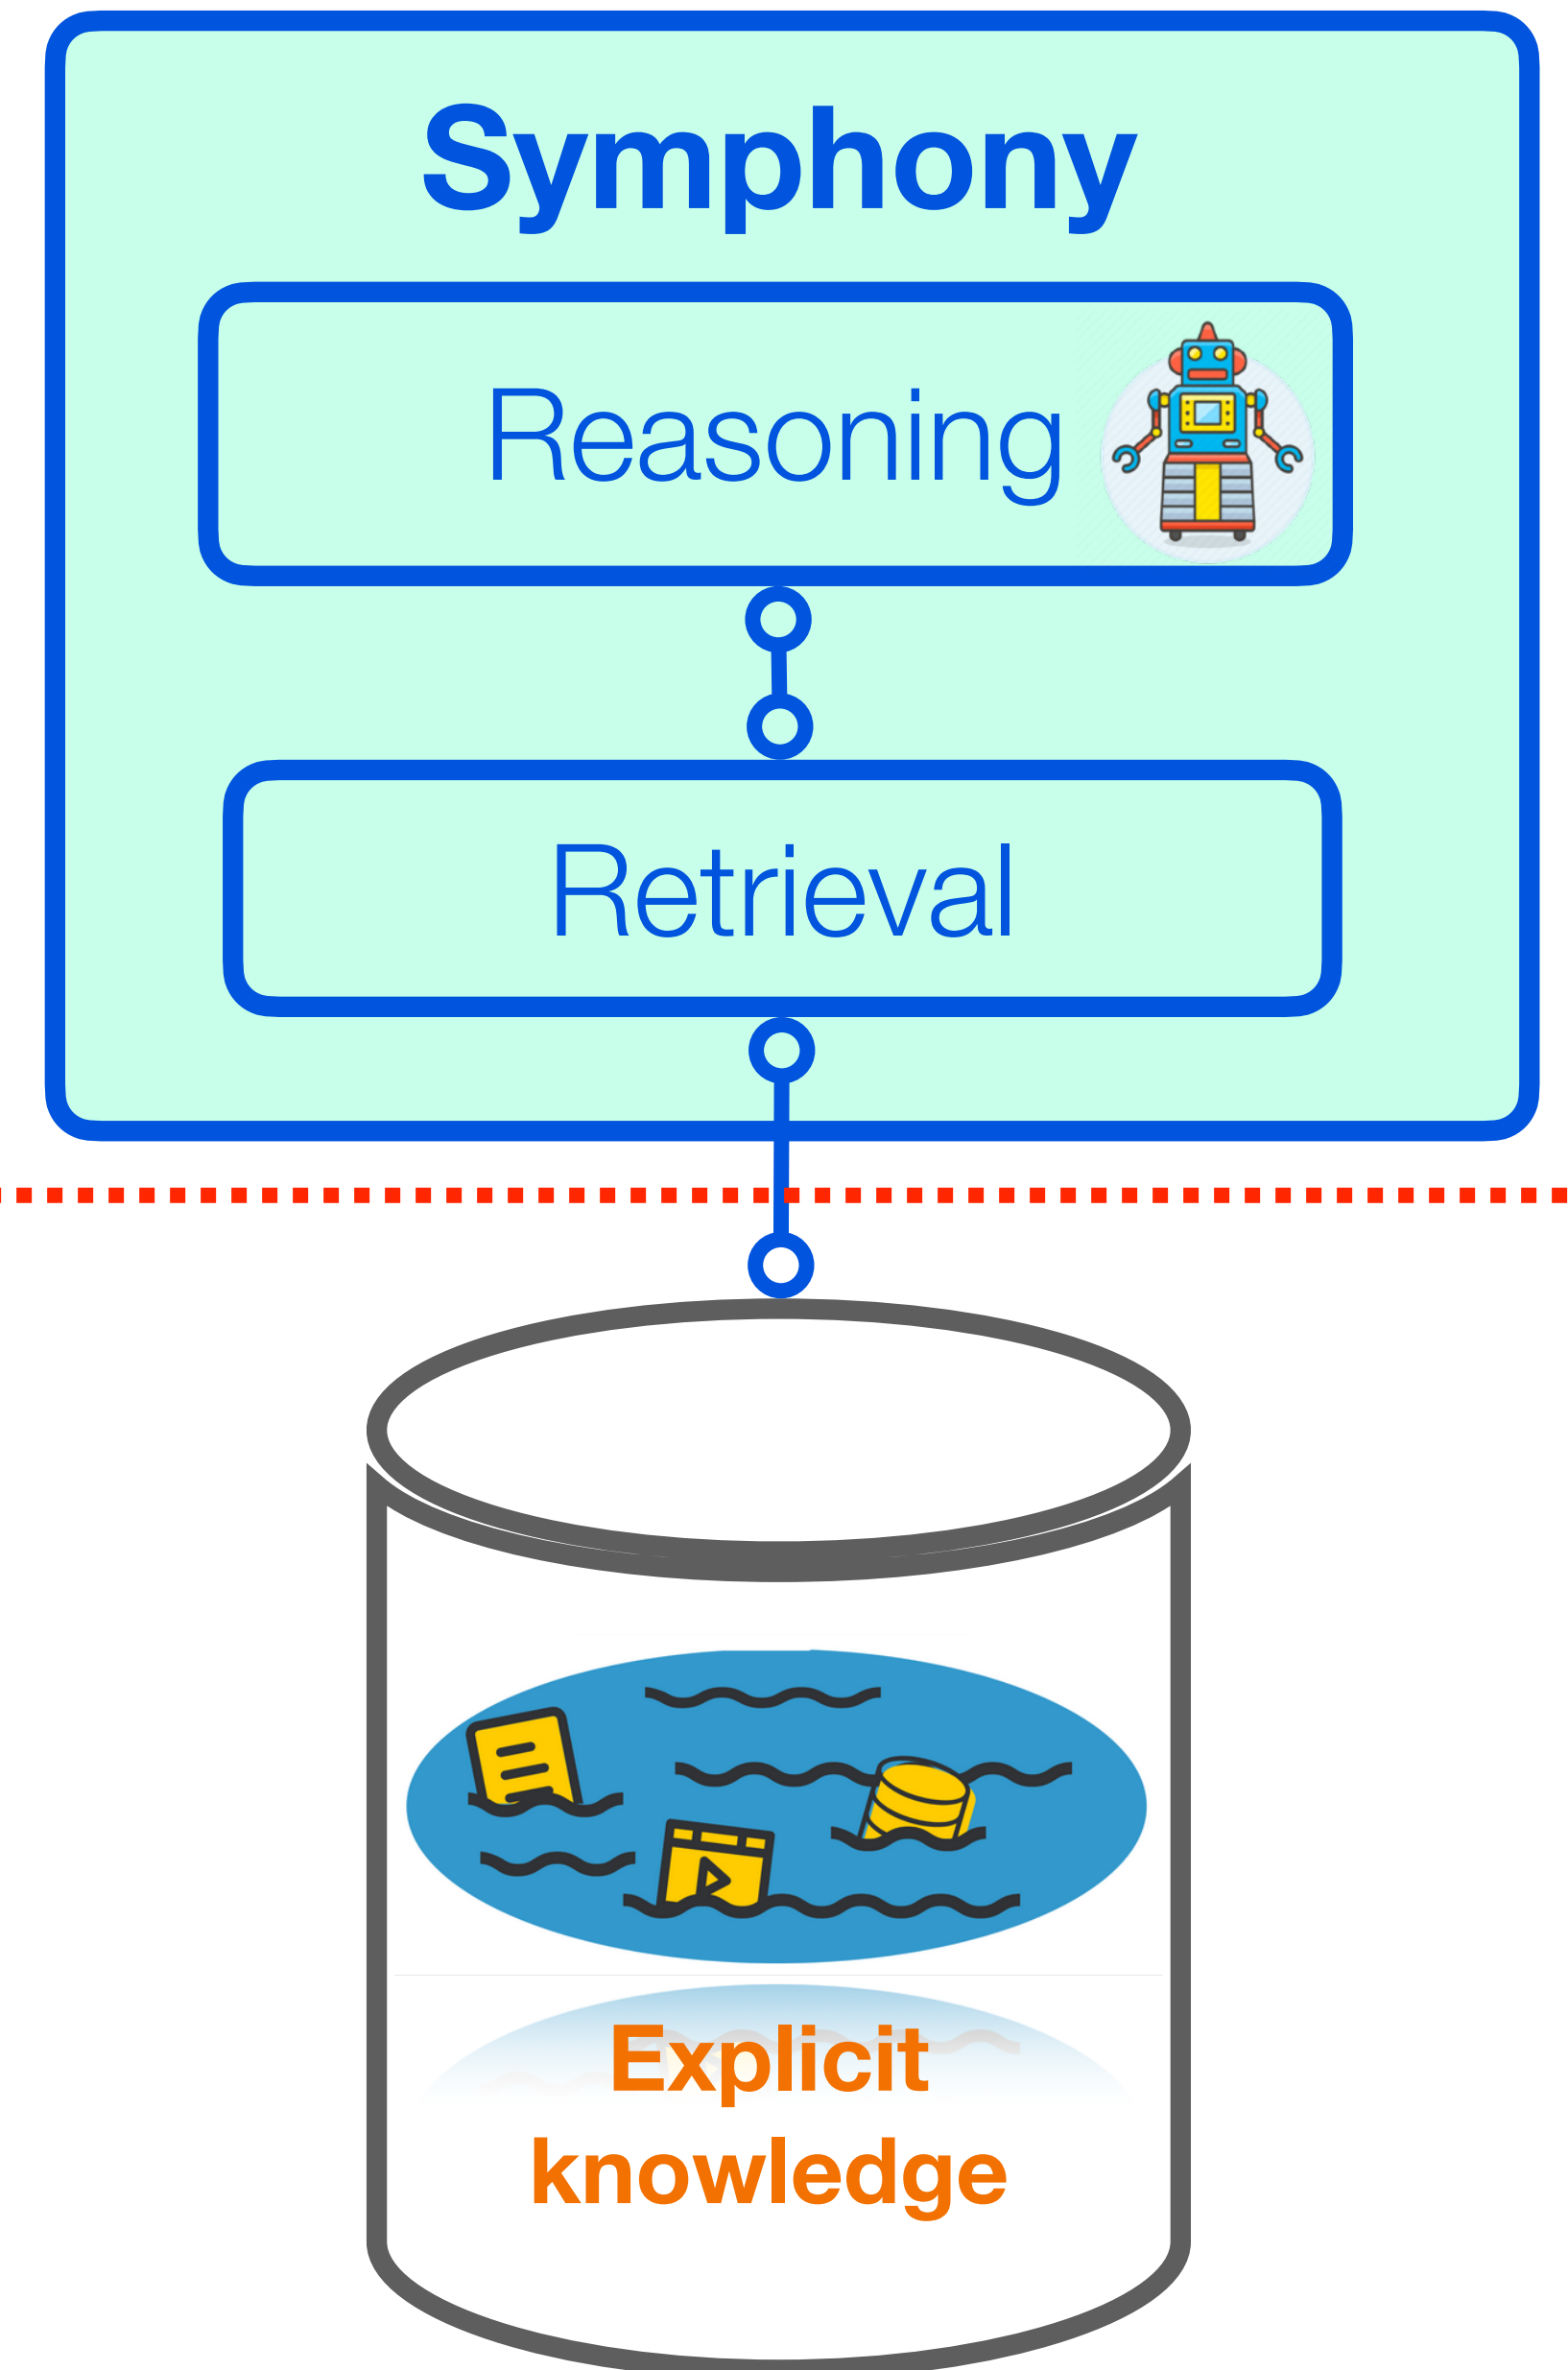 Symphony
Reasoning
Retrieval
Explicit
knowledge